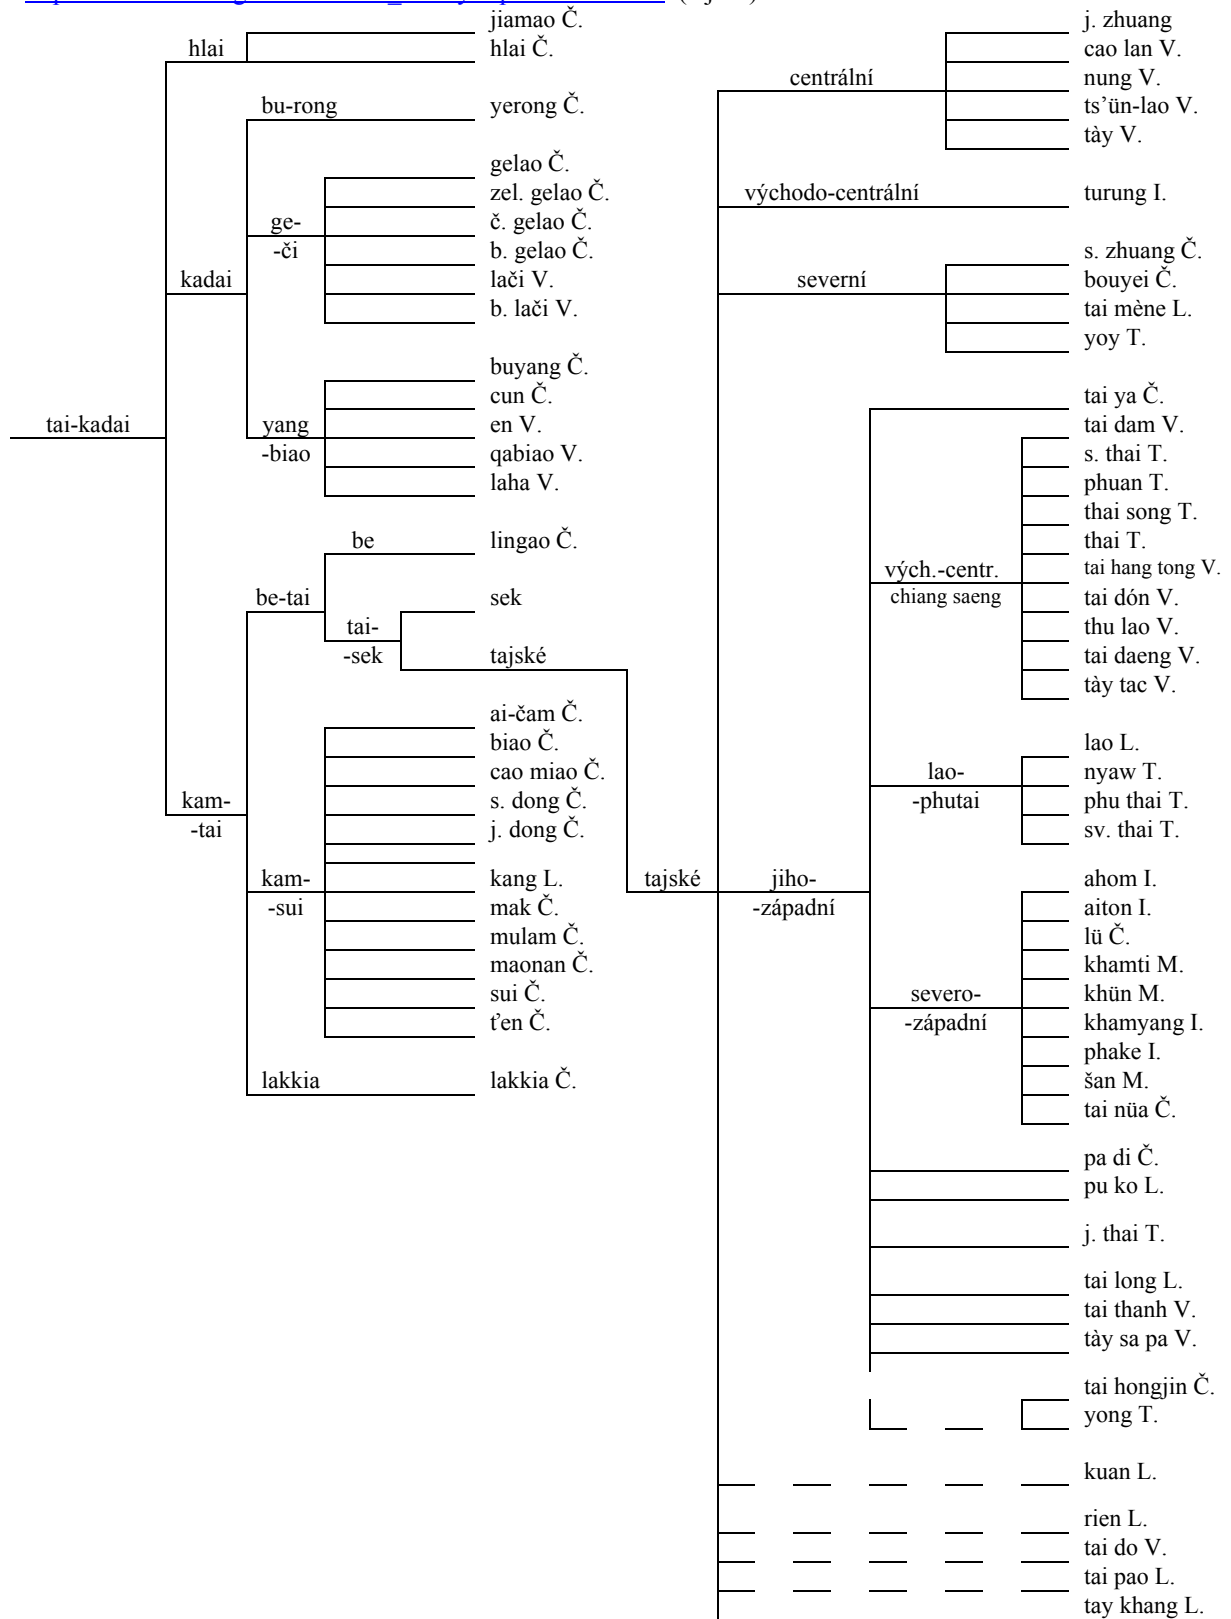 jiamao Č.
hlai
hlai Č.
bu-rong
yerong Č.
gelao Č.
zel. gelao Č.
ge-
č. gelao Č.
-či
b. gelao Č.
kadai
lači V.
b. lači V.
buyang Č.
cun Č.
tai-kadai
yang
en V.
-biao
qabiao V.
laha V.
be
lingao Č.
be-tai
sek
tai-
-sek
tajské
ai-čam Č.
biao Č.
cao miao Č.
kam-
s. dong Č.
-tai
j. dong Č.
kam-
kang L.
-sui
mak Č.
mulam Č.
maonan Č.
sui Č.
ťen Č.
lakkia
lakkia Č.
j. zhuang
cao lan V.
centrální
nung V.
ts’ün-lao V.
tày V.
východo-centrální
turung I.
s. zhuang Č.
severní
bouyei Č.
tai mène L.
yoy T.
tai ya Č.
tai dam V.
s. thai T.
phuan T.
thai song T.
thai T.
vých.-centr.
tai hang tong V.
chiang saeng
tai dón V.
thu lao V.
tai daeng V.
tày tac V.
lao L.
lao-
nyaw T.
-phutai
phu thai T.
sv. thai T.
tajské
jiho-
-západní
ahom I.
aiton I.
lü Č.
khamti M.
severo-
khün M.
-západní
khamyang I.
phake I.
šan M.
tai nüa Č.
pa di Č.
pu ko L.
j. thai T.
tai long L.
tai thanh V.
tày sa pa V.
tai hongjin Č.
yong T.
kuan L.
rien L.
tai do V.
tai pao L.
tay khang L.